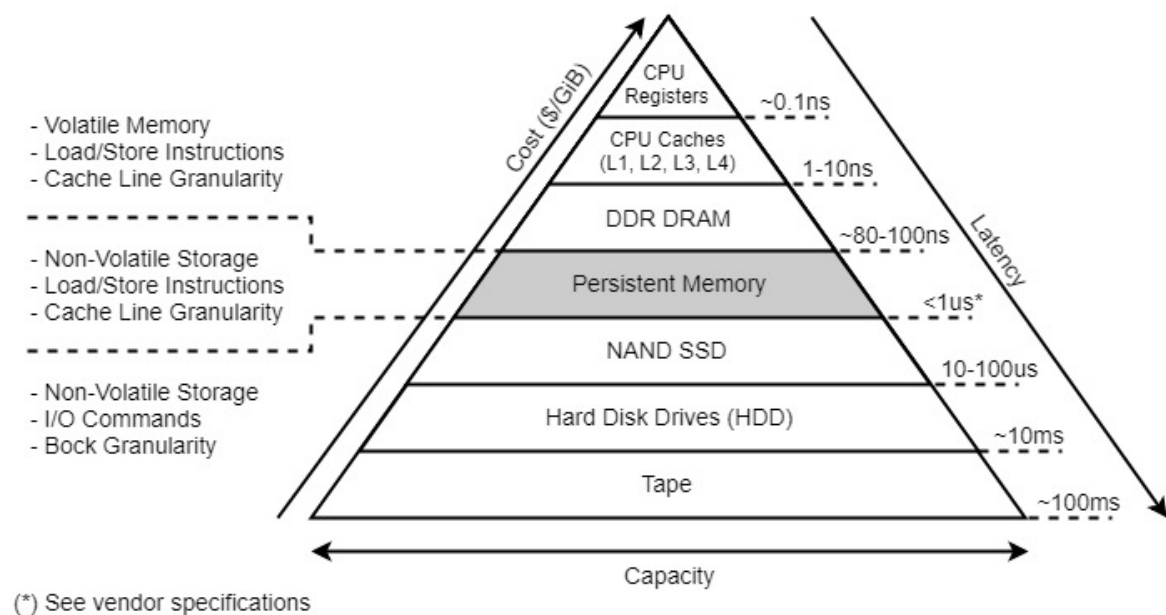 CPU
Registers
~0.1ns
CPU Caches
(L1, L2, L3, L4)
1-10ns
DDR DRAM
~80-100ns
Persistent Memory
<1us*
NAND SSD
10-100us
Hard Disk Drives (HDD)
~10ms
Tape
~100ms
Cost ($/GiB)
Latency
Capacity
- Volatile Memory
- Load/Store Instructions
- Cache Line Granularity
- Non-Volatile Storage
- Load/Store Instructions
- Cache Line Granularity
- Non-Volatile Storage
- I/O Commands
- Bock Granularity
(*) See vendor specifications